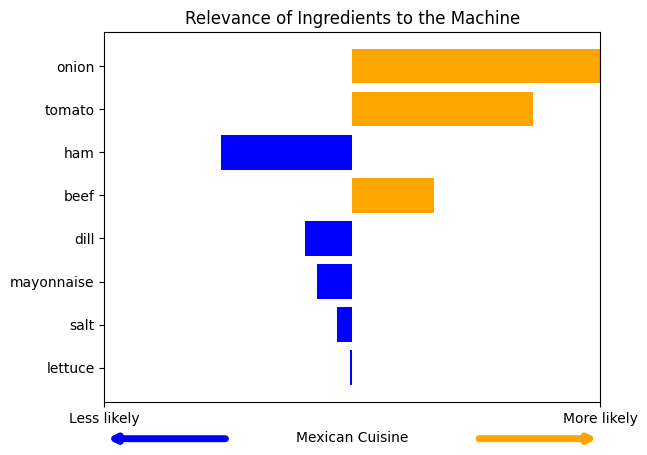 Relevance of Ingredients to the Machine
onion
tomato
ham
beef
dill
mayonnaise
salt
lettuce
Less likely
More likely
Mexican Cuisine